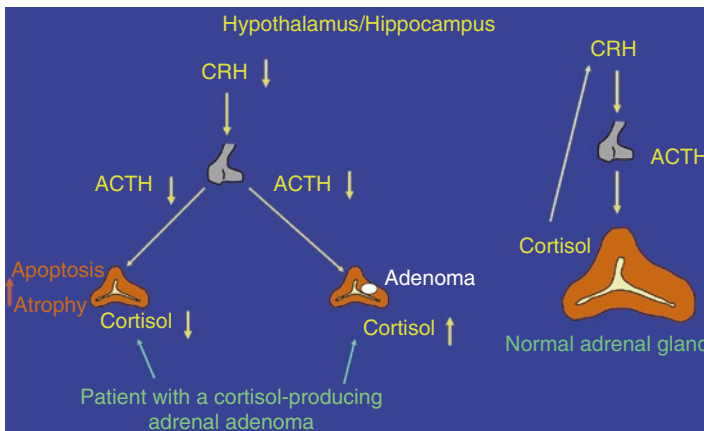 Hypothalamus/Hippocampus
CRH
ACTH
ACTH
Apoptosis
Atrophy
Cortisol
Adenoma
Cortisol
Patient with a cortisol-producing
adrenal adenoma
CRH
ACTH
Cortisol
Normal adrenal gland